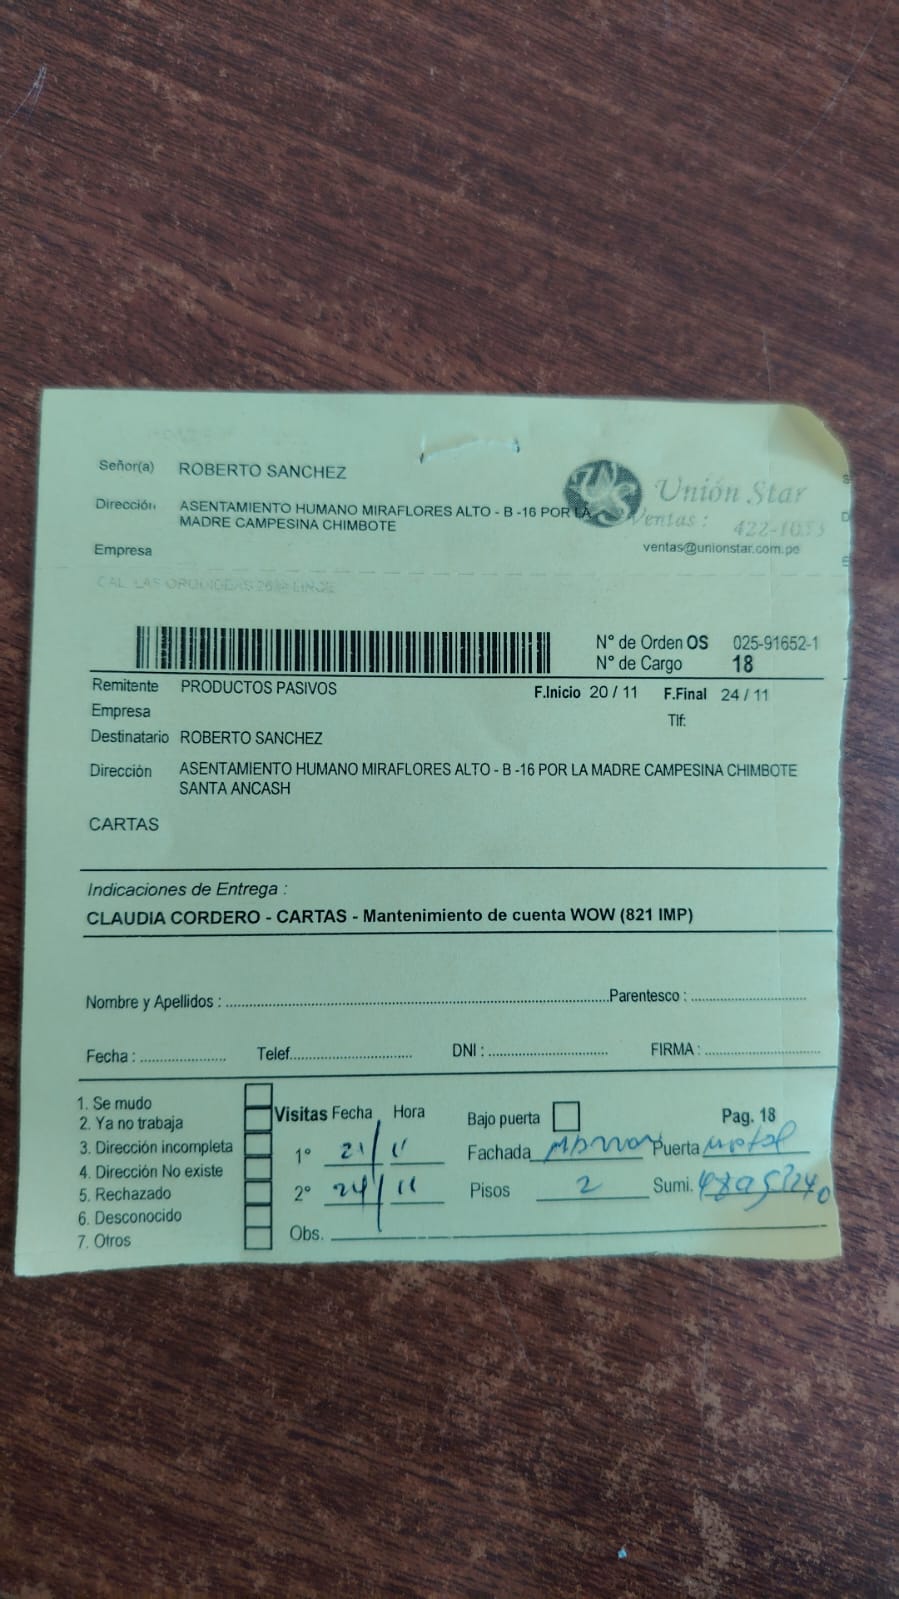 Señor(a) ROBERTO SANCHEZ
Dirección ASENTAMIENTO HUMANO MIRAFLORES ALTO - B -16 POR LA
MADRE CAMPESINA CHIMBOTE
Empresa
Unión Star
Ventas : 422-1053
ventas@unionstar.com.pe
N° de Orden OS 025-91652-1
N° de Cargo 18
Remitente PRODUCTOS PASIVOS F.Inicio 20 / 11 F.Final 24 / 11
Empresa Tlf:
Destinatario ROBERTO SANCHEZ
Dirección ASENTAMIENTO HUMANO MIRAFLORES ALTO - B -16 POR LA MADRE CAMPESINA CHIMBOTE
SANTA ANCASH
CARTAS
Indicaciones de Entrega :
CLAUDIA CORDERO - CARTAS - Mantenimiento de cuenta WOW (821 IMP)
Nombre y Apellidos : Parentesco :
Fecha : Telef. DNI : FIRMA :
1. Se mudo
2. Ya no trabaja
3. Dirección incompleta
4. Dirección No existe
5. Rechazado
6. Desconocido
7. Otros
Visitas Fecha Hora
1° 21/11
2° 24/11
Obs.
Bajo puerta Pag. 18
Fachada Puerta metal
Pisos 2 Sumi.